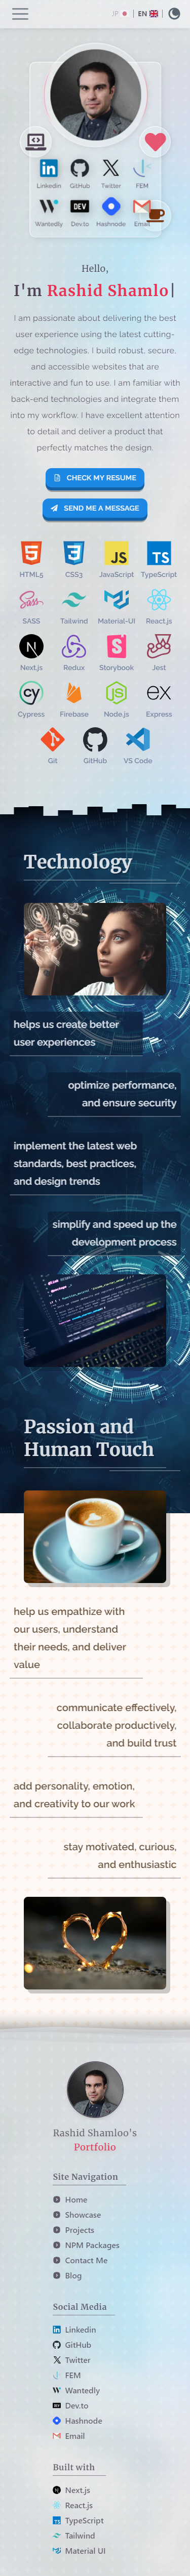 JP | EN |
Linkedin GitHub Twitter FEM
DEV
Wantedly Dev.to Hashnode Email
Hello,
I'm Rashid Shamlo|
I am passionate about delivering the best
user experience using the latest cutting-
edge technologies. I build robust, secure,
and accessible websites that are
interactive and fun to use. I am familiar with
back-end technologies and integrate them
into my workflow. I have excellent attention
to detail and deliver a product that
perfectly matches the design.
CHECK MY RESUME
SEND ME A MESSAGE
JS TS
HTML5 CSS3 JavaScript TypeScript
Sass
SASS Tailwind Material-UI React.js
N S
Next.js Redux Storybook Jest
cy JS ex
Cypress Firebase Node.js Express
Git GitHub VS Code
Technology
helps us create better
user experiences
optimize performance,
and ensure security
implement the latest web
standards, best practices,
and design trends
simplify and speed up the
development process
Passion and
Human Touch
help us empathize with
our users, understand
their needs, and deliver
value
communicate effectively,
collaborate productively,
and build trust
add personality, emotion,
and creativity to our work
stay motivated, curious,
and enthusiastic
Rashid Shamloo's
Portfolio
Site Navigation
Home
Showcase
Projects
NPM Packages
Contact Me
Blog
Social Media
Linkedin
GitHub
Twitter
FEM
Wantedly
Dev.to
Hashnode
Email
Built with
Next.js
React.js
TypeScript
Tailwind
Material UI